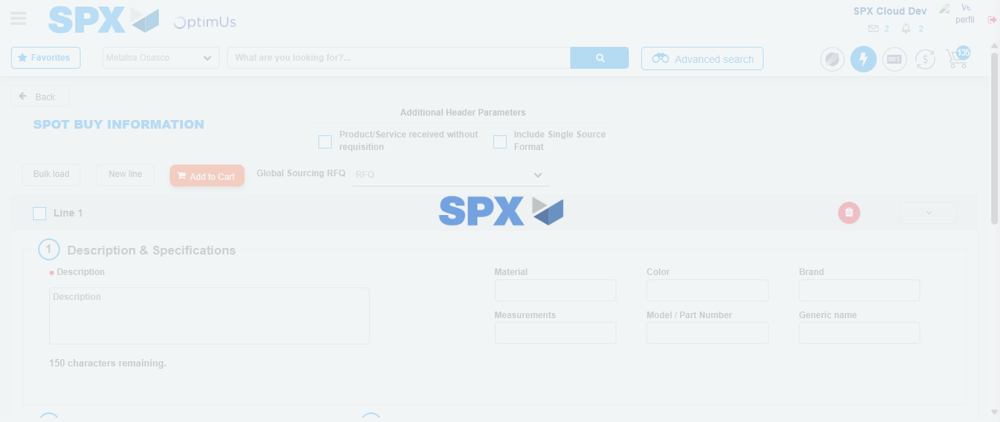 SPX
OptimUs
SPX Cloud Dev
Ve
perfil
2
2
Favorites
Metalsa Osasco
What are you looking for?...
Advanced search
135
Back
SPOT BUY INFORMATION
Additional Header Parameters
Product/Service received without
requisition
Include Single Source
Format
Bulk load
New line
Add to Cart
Global Sourcing RFQ
RFQ
SPX
Line 1
1
Description & Specifications
* Description
Description
150 characters remaining.
Material
Color
Brand
Measurements
Model / Part Number
Generic name